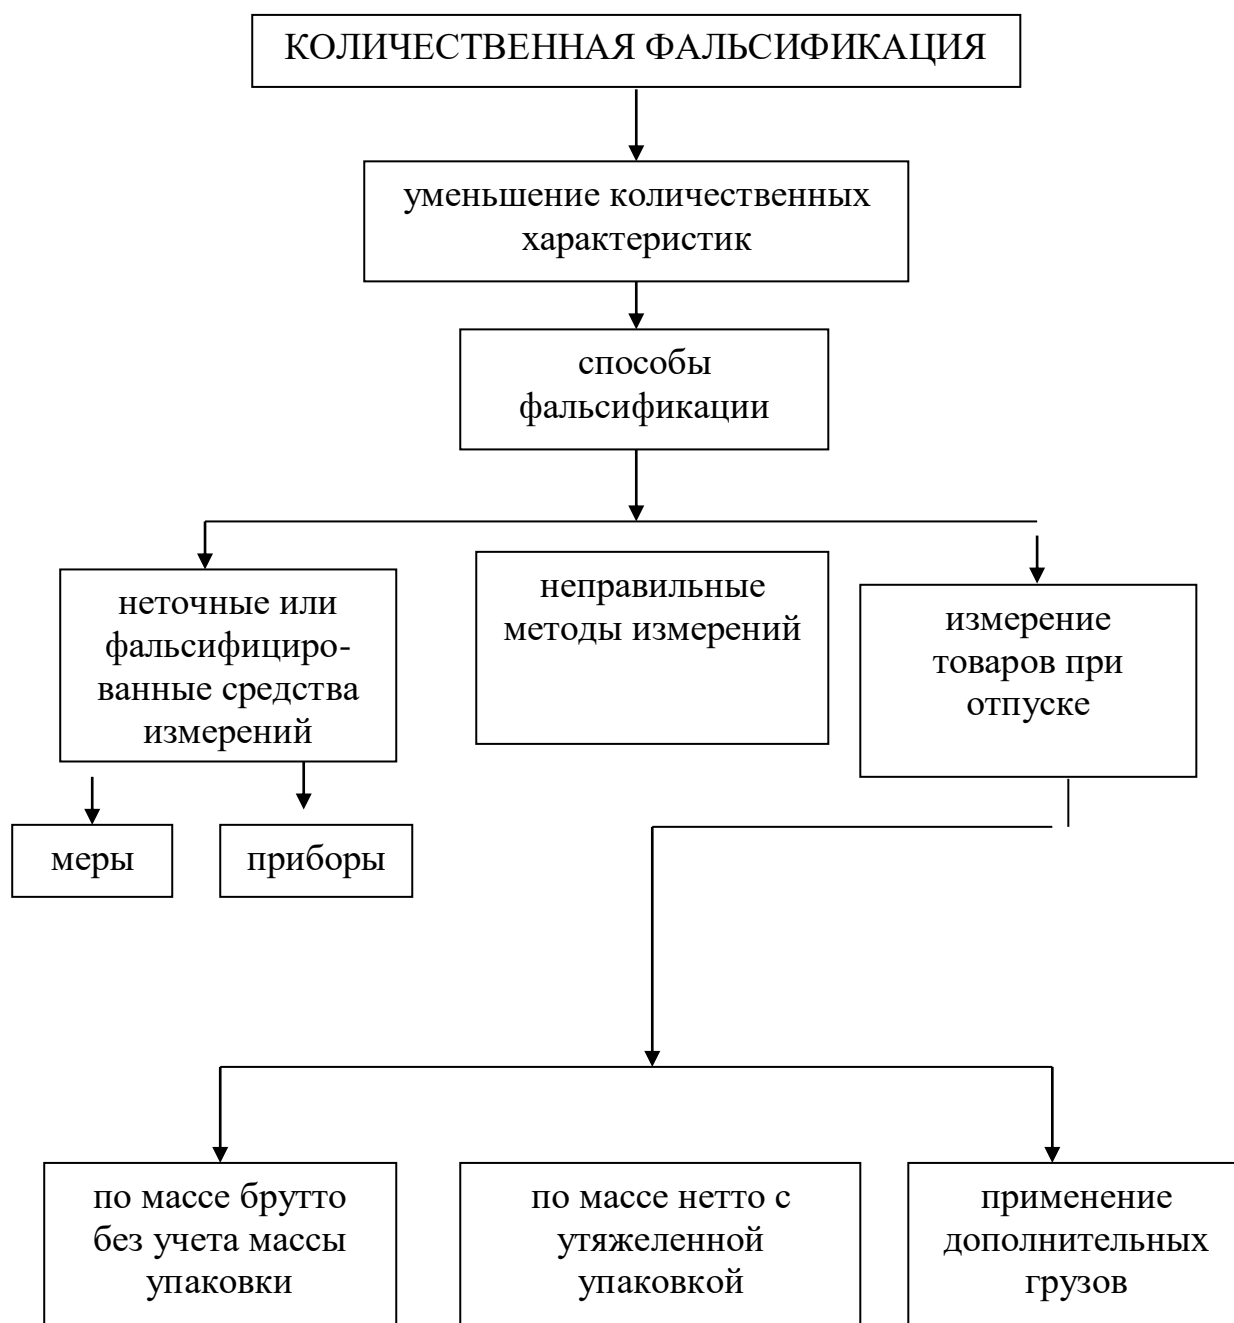 КОЛИЧЕСТВЕННАЯ ФАЛЬСИФИКАЦИЯ
уменьшение количественных
характеристик
способы
фальсификации
неточные или
фальсифициро-
ванные средства
измерений
неправильные
методы измерений
измерение
товаров при
отпуске
меры
приборы
по массе брутто
без учета массы
упаковки
по массе нетто с
утяжеленной
упаковкой
применение
дополнительных
грузов